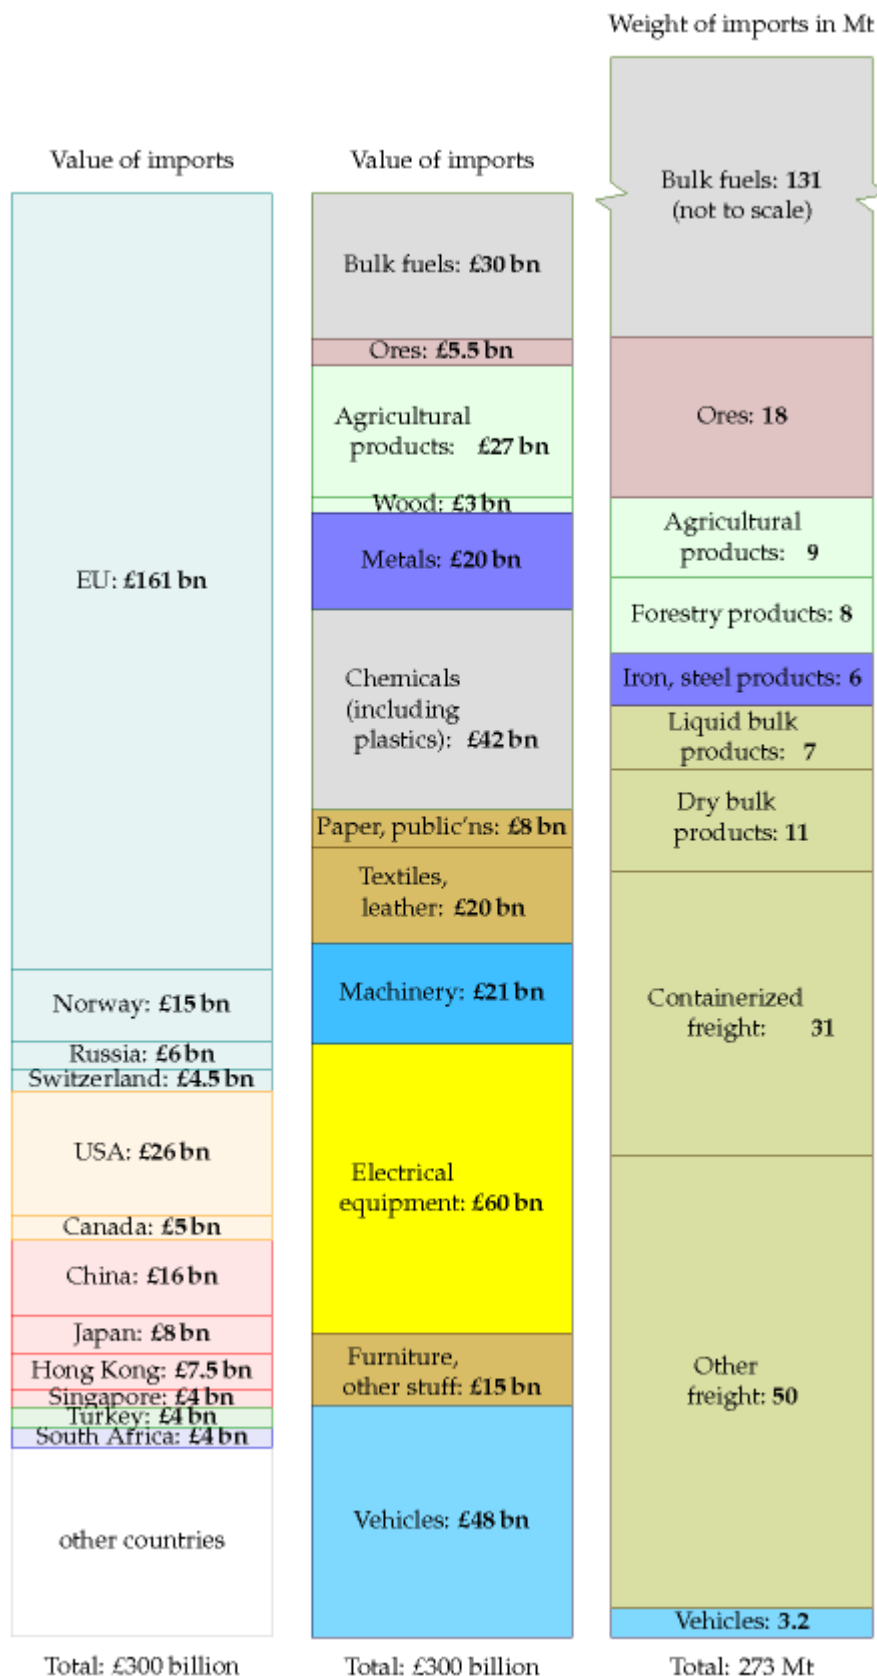 Value of imports
EU: £161 bn
Norway: £15 bn
Russia: £6 bn
Switzerland: £4.5 bn
USA: £26 bn
Canada: £5 bn
China: £16 bn
Japan: £8 bn
Hong Kong: £7.5 bn
Singapore: £4 bn
Turkey: £4 bn
South Africa: £4 bn
other countries
Total: £300 billion
Value of imports
Bulk fuels: £30 bn
Ores: £5.5 bn
Agricultural
products: £27 bn
Wood: £3 bn
Metals: £20 bn
Chemicals
(including
plastics): £42 bn
Paper, public'ns: £8 bn
Textiles,
leather: £20 bn
Machinery: £21 bn
Electrical
equipment: £60 bn
Furniture,
other stuff: £15 bn
Vehicles: £48 bn
Total: £300 billion
Weight of imports in Mt
Bulk fuels: 131
(not to scale)
Ores: 18
Agricultural
products: 9
Forestry products: 8
Iron, steel products: 6
Liquid bulk
products: 7
Dry bulk
products: 11
Containerized
freight: 31
Other
freight: 50
Vehicles: 3.2
Total: 273 Mt